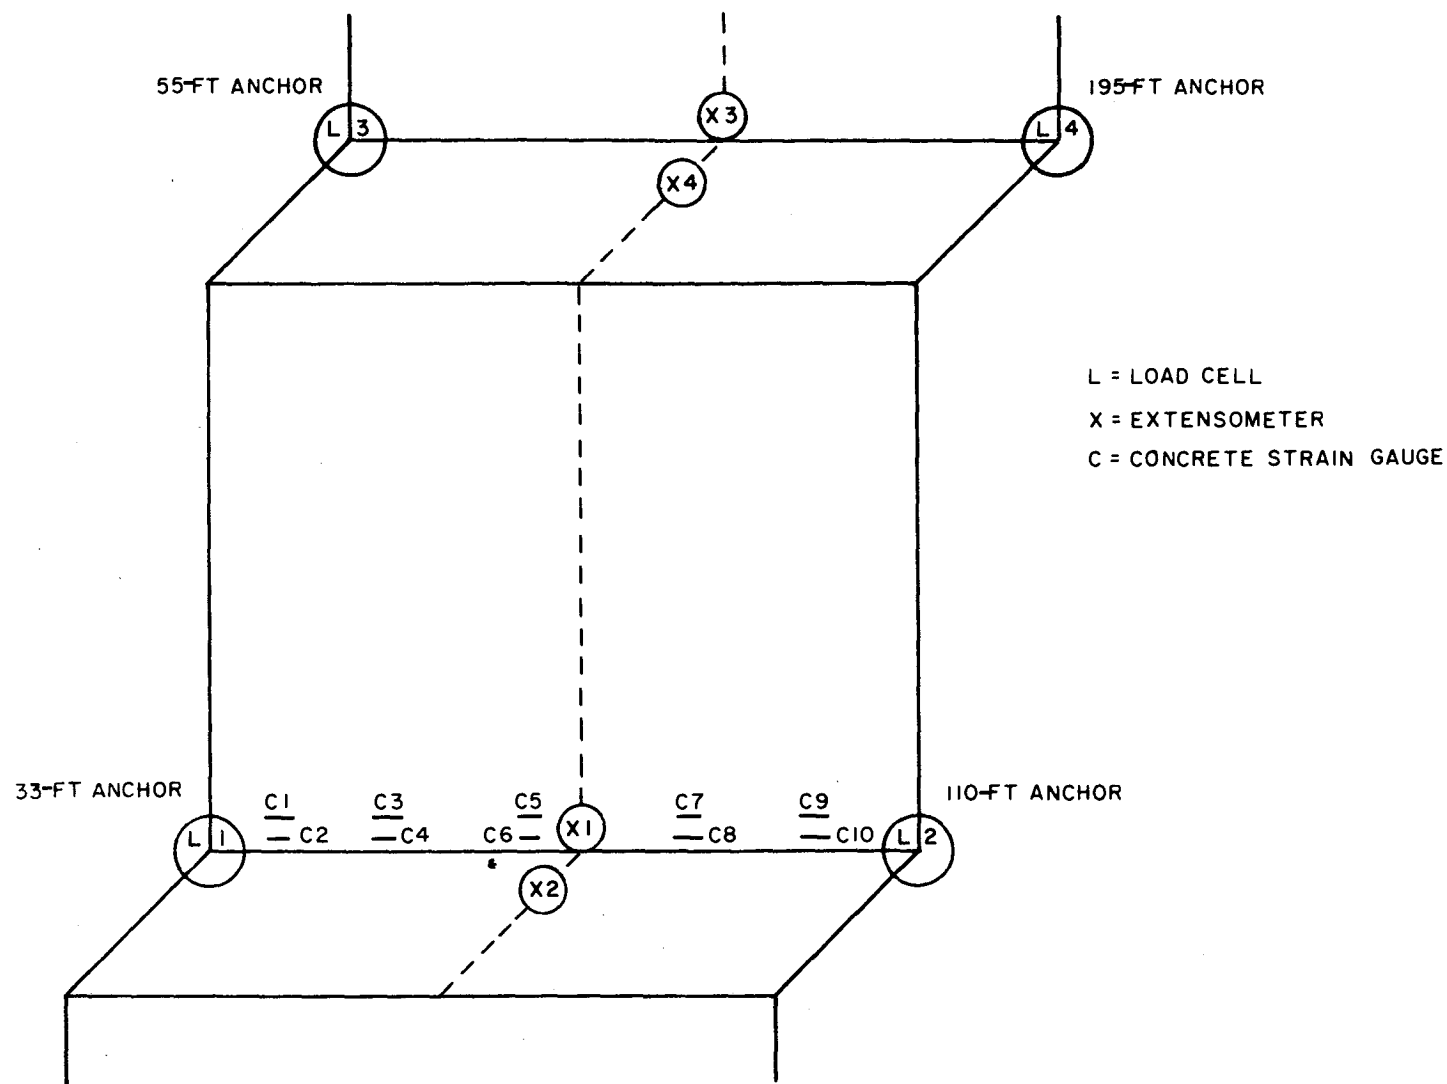 55-FT ANCHOR
L 3
X3
L 4
195-FT ANCHOR
X4
L = LOAD CELL
X = EXTENSOMETER
C = CONCRETE STRAIN GAUGE
33-FT ANCHOR
110-FT ANCHOR
C1 C3 C5 C7 C9
L 1 C2 C4 C6 X1 C8 C10 L 2
X2